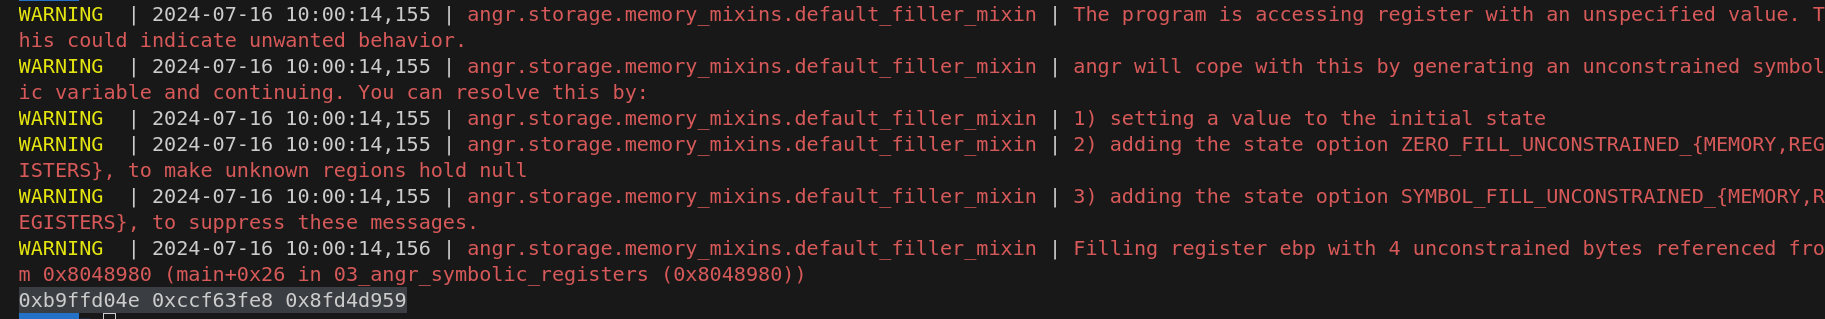 WARNING  | 2024-07-16 10:00:14,155 | angr.storage.memory_mixins.default_filler_mixin | The program is accessing register with an unspecified value. T
his could indicate unwanted behavior.
WARNING  | 2024-07-16 10:00:14,155 | angr.storage.memory_mixins.default_filler_mixin | angr will cope with this by generating an unconstrained symbol
ic variable and continuing. You can resolve this by:
WARNING  | 2024-07-16 10:00:14,155 | angr.storage.memory_mixins.default_filler_mixin | 1) setting a value to the initial state
WARNING  | 2024-07-16 10:00:14,155 | angr.storage.memory_mixins.default_filler_mixin | 2) adding the state option ZERO_FILL_UNCONSTRAINED_{MEMORY,REG
ISTERS}, to make unknown regions hold null
WARNING  | 2024-07-16 10:00:14,155 | angr.storage.memory_mixins.default_filler_mixin | 3) adding the state option SYMBOL_FILL_UNCONSTRAINED_{MEMORY,R
EGISTERS}, to suppress these messages.
WARNING  | 2024-07-16 10:00:14,156 | angr.storage.memory_mixins.default_filler_mixin | Filling register ebp with 4 unconstrained bytes referenced fro
m 0x8048980 (main+0x26 in 03_angr_symbolic_registers (0x8048980))
0xb9ffd04e 0xccf63fe8 0x8fd4d959